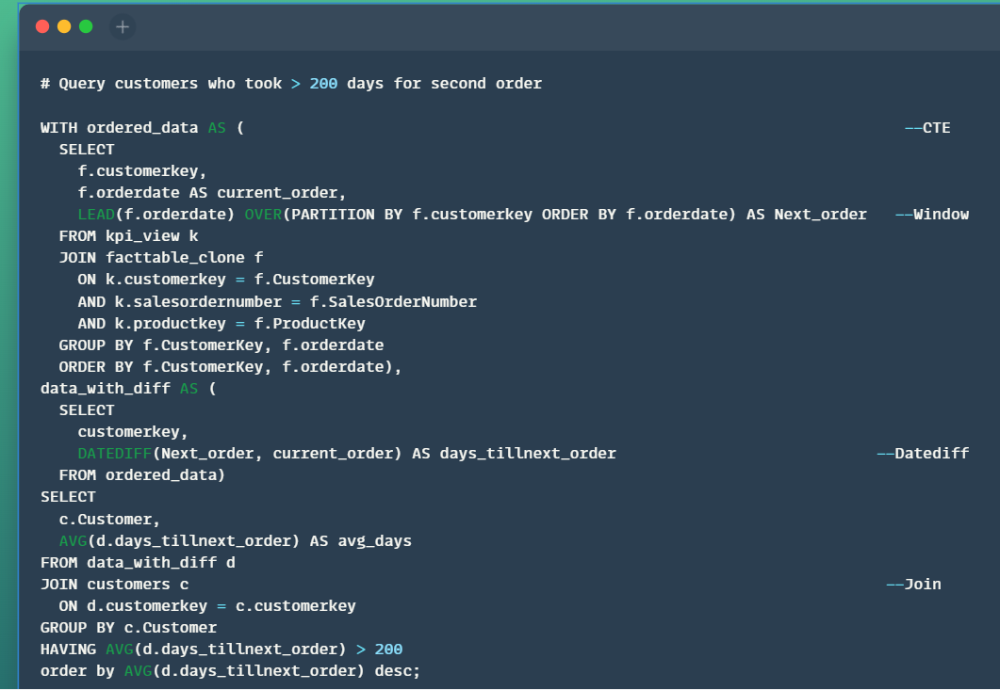 # Query customers who took > 200 days for second order
WITH ordered_data AS ( --CTE
SELECT
f.customerkey,
f.orderdate AS current_order,
LEAD(f.orderdate) OVER(PARTITION BY f.customerkey ORDER BY f.orderdate) AS Next_order --Window
FROM kpi_view k
JOIN facttable_clone f
ON k.customerkey = f.CustomerKey
AND k.salesordernumber = f.SalesOrderNumber
AND k.productkey = f.ProductKey
GROUP BY f.CustomerKey, f.orderdate
ORDER BY f.CustomerKey, f.orderdate),
data_with_diff AS (
SELECT
customerkey,
DATEDIFF(Next_order, current_order) AS days_tillnext_order --Datediff
FROM ordered_data)
SELECT
c.Customer,
AVG(d.days_tillnext_order) AS avg_days
FROM data_with_diff d
JOIN customers c --Join
ON d.customerkey = c.customerkey
GROUP BY c.Customer
HAVING AVG(d.days_tillnext_order) > 200
order by AVG(d.days_tillnext_order) desc;